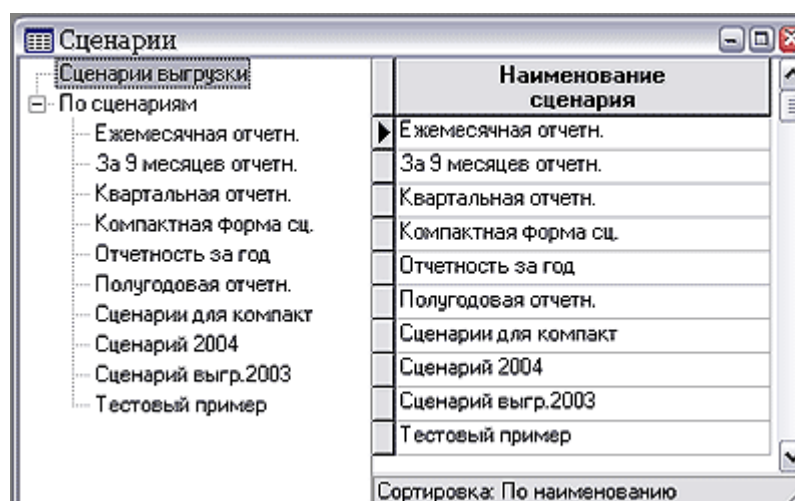 Сценарии
Сценарии выгрузки
По сценариям
Ежемесячная отчетн.
За 9 месяцев отчетн.
Квартальная отчетн.
Компактная форма сц.
Отчетность за год
Полугодовая отчетн.
Сценарии для компакт
Сценарий 2004
Сценарий выгр.2003
Тестовый пример
Наименование
сценария
Ежемесячная отчетн.
За 9 месяцев отчетн.
Квартальная отчетн.
Компактная форма сц.
Отчетность за год
Полугодовая отчетн.
Сценарии для компакт
Сценарий 2004
Сценарий выгр.2003
Тестовый пример
Сортировка: По наименованию